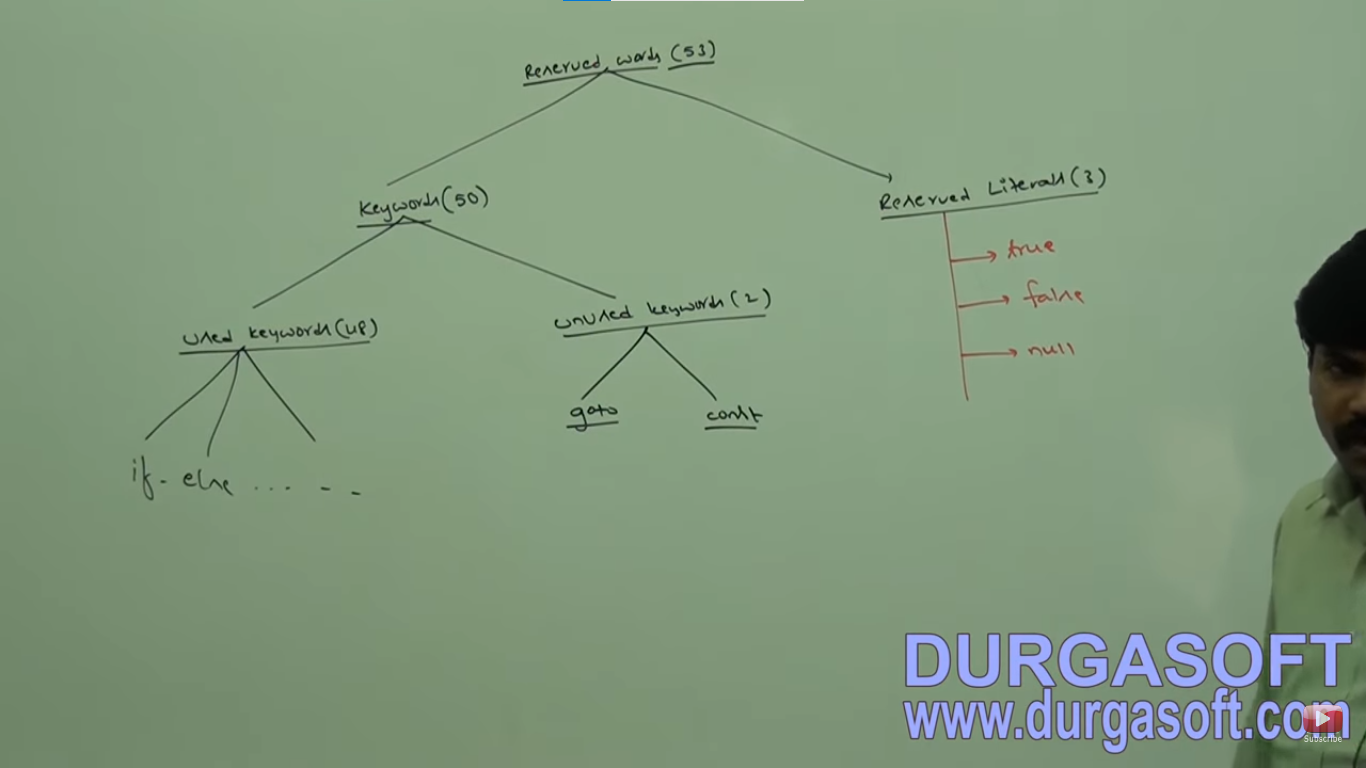 Reserved words (53)
Keywords (50)
Reserved Literals (3)
true
false
null
used keywords (48)
unused keywords (2)
goto
const
if. else ... - -
DURGASOFT
www.durgasoft.com
Subscribe